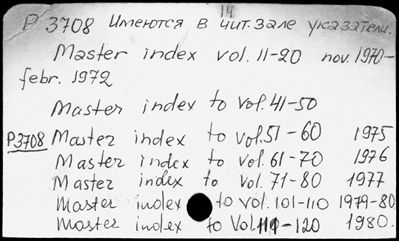 14
P 3708 Имеются в чит. зале указатели.
Master index vol. 11-20 nov. 1970-
febr. 1972
Master index to vol. 41-50
P3708 Master index to vol. 51-60 1975
Master index to vol. 61-70 1976
Master index to vol. 71-80 1977
Master index to vol. 101-110 1979-80
Master index to Vol. 111-120 1980.